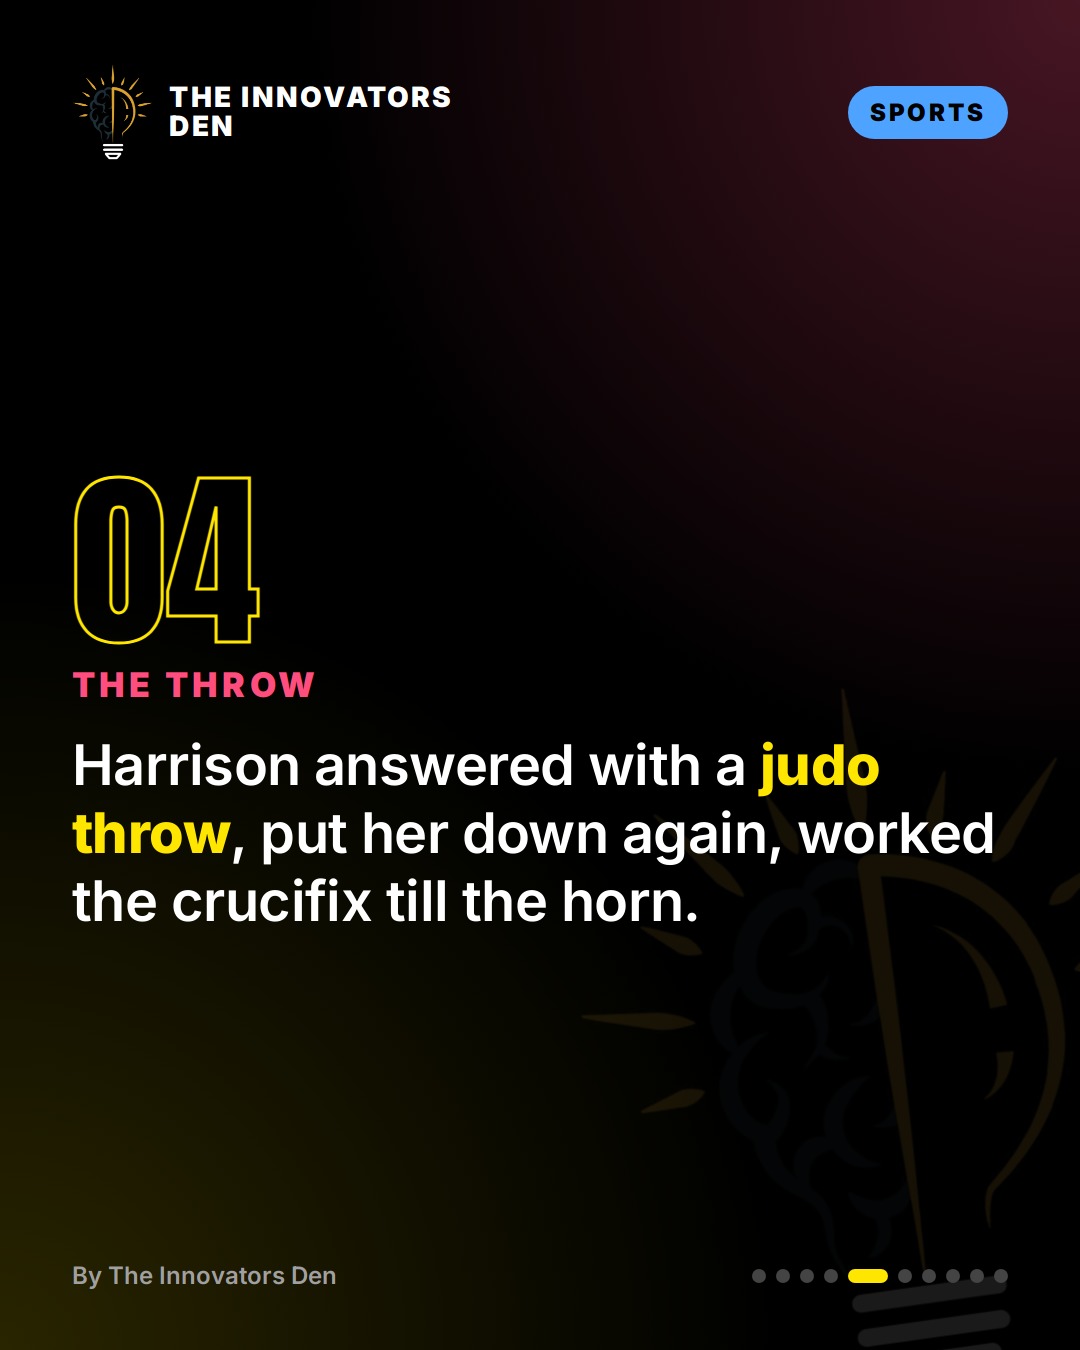 THE INNOVATORS
DEN
SPORTS
04
THE THROW
Harrison answered with a judo
throw, put her down again, worked
the crucifix till the horn.
By The Innovators Den